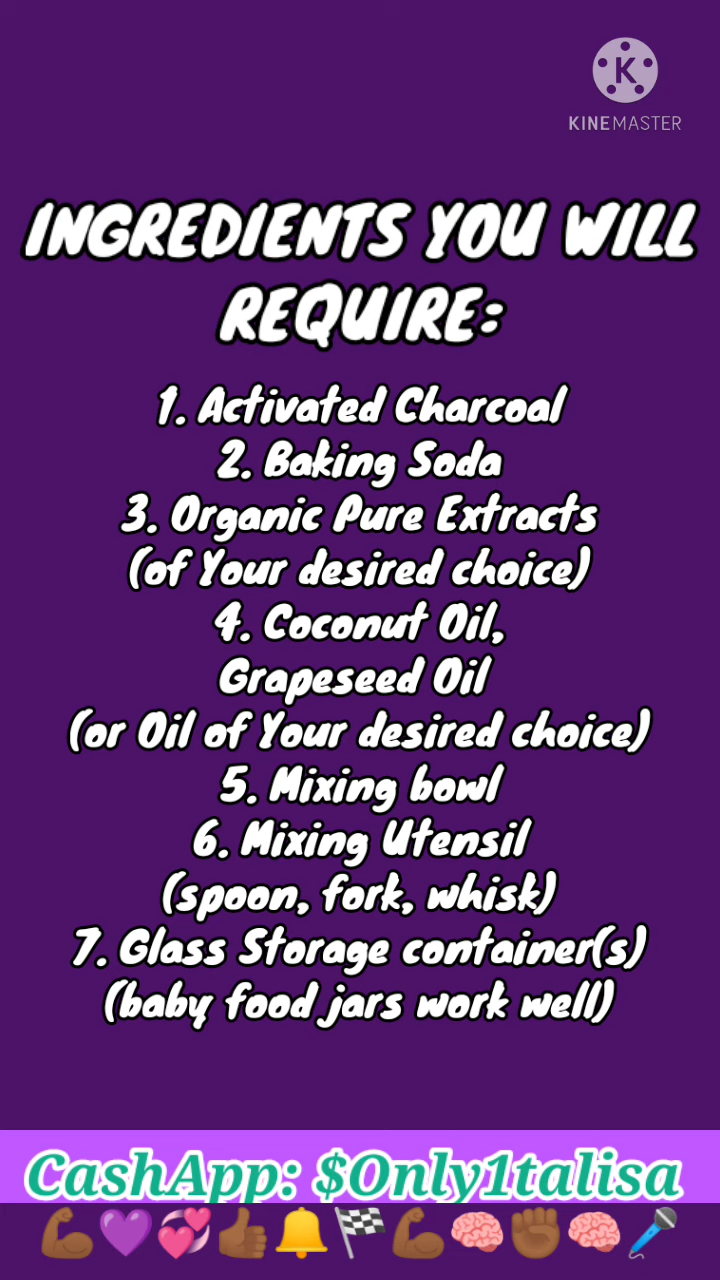 K
KINEMASTER
INGREDIENTS YOU WILL
REQUIRE:
1. Activated Charcoal
2. Baking Soda
3. Organic Pure Extracts
(of Your desired choice)
4. Coconut Oil,
Grapeseed Oil
(or Oil of Your desired choice)
5. Mixing bowl
6. Mixing Utensil
(spoon, fork, whisk)
7. Glass Storage container(s)
(baby food jars work well)
CashApp: $Only1talisa